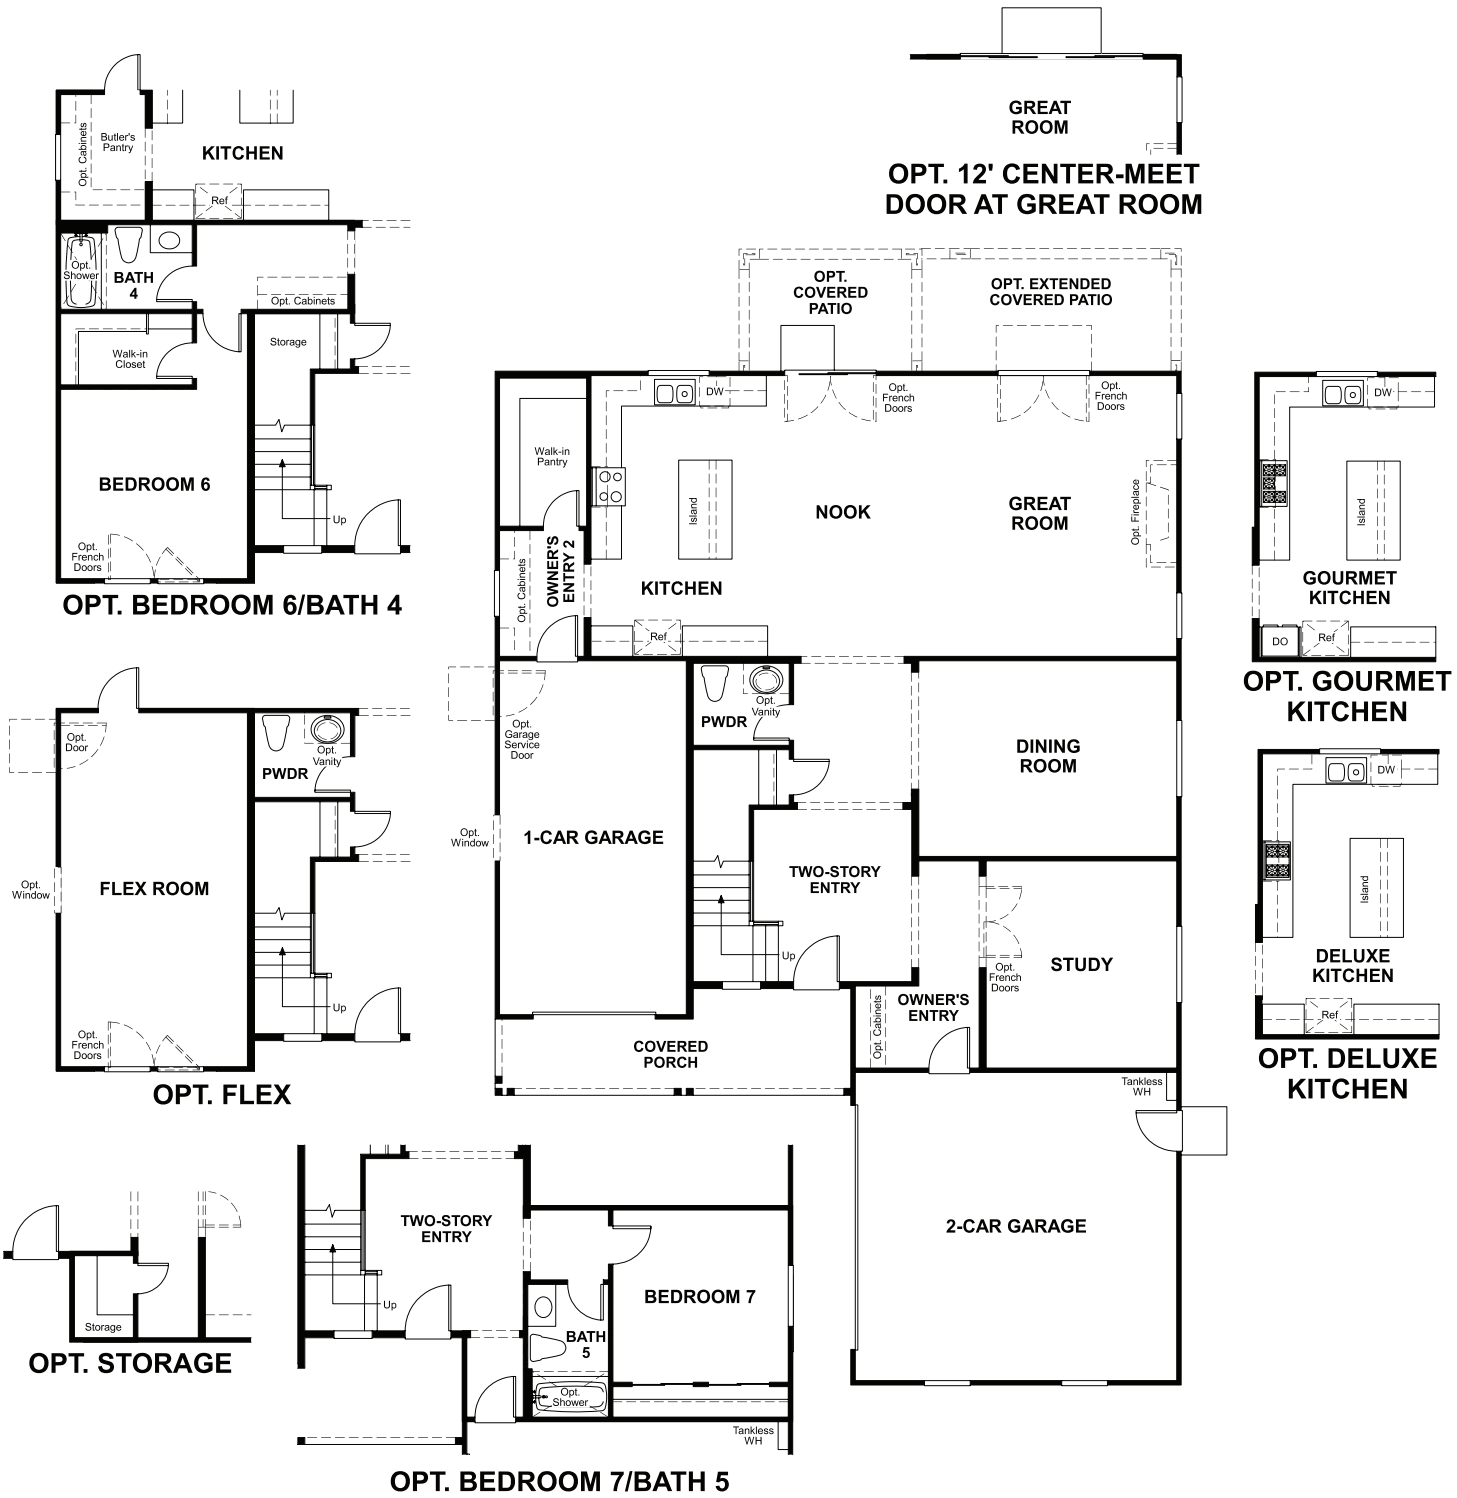 Butler's
Pantry
Opt. Cabinets
KITCHEN
Ref
Opt.
Shower
BATH
4
Opt. Cabinets
Walk-in
Closet
Storage
BEDROOM 6
Up
Opt.
French
Doors
OPT. BEDROOM 6/BATH 4
GREAT
ROOM
OPT. 12' CENTER-MEET
DOOR AT GREAT ROOM
OPT.
COVERED
PATIO
OPT. EXTENDED
COVERED PATIO
DW
Opt.
French
Doors
Opt.
French
Doors
Walk-in
Pantry
Island
NOOK
GREAT
ROOM
Opt. Fireplace
Opt. Cabinets
OWNER'S
ENTRY 2
KITCHEN
Ref
Opt.
Garage
Service
Door
PWDR
Opt.
Vanity
DINING
ROOM
Opt.
Window
1-CAR GARAGE
TWO-STORY
ENTRY
Up
STUDY
Opt.
French
Doors
OWNER'S
ENTRY
Opt. Cabinets
COVERED
PORCH
Tankless
WH
2-CAR GARAGE
DW
Island
GOURMET
KITCHEN
DO
Ref
OPT. GOURMET
KITCHEN
DW
Island
DELUXE
KITCHEN
Ref
OPT. DELUXE
KITCHEN
Opt.
Door
PWDR
Opt.
Vanity
Opt.
Window
FLEX ROOM
Up
Opt.
French
Doors
OPT. FLEX
Storage
OPT. STORAGE
TWO-STORY
ENTRY
Up
BEDROOM 7
BATH
5
Opt.
Shower
Tankless
WH
OPT. BEDROOM 7/BATH 5